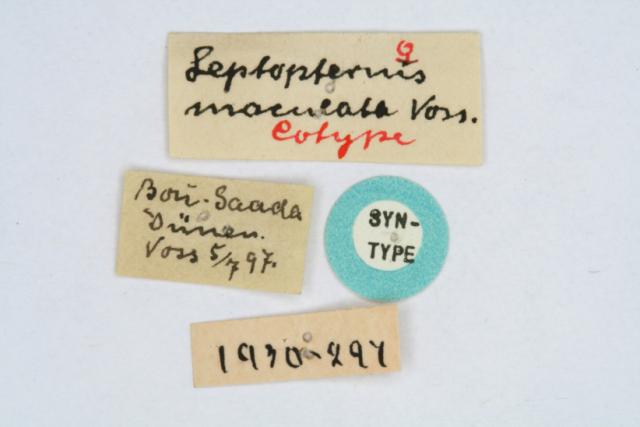 Leptopternis ♀
maculata Voss.
Cotype
Bou-Saada
Dünen.
Voss 5/7 97.
SYN-
TYPE
1930-297